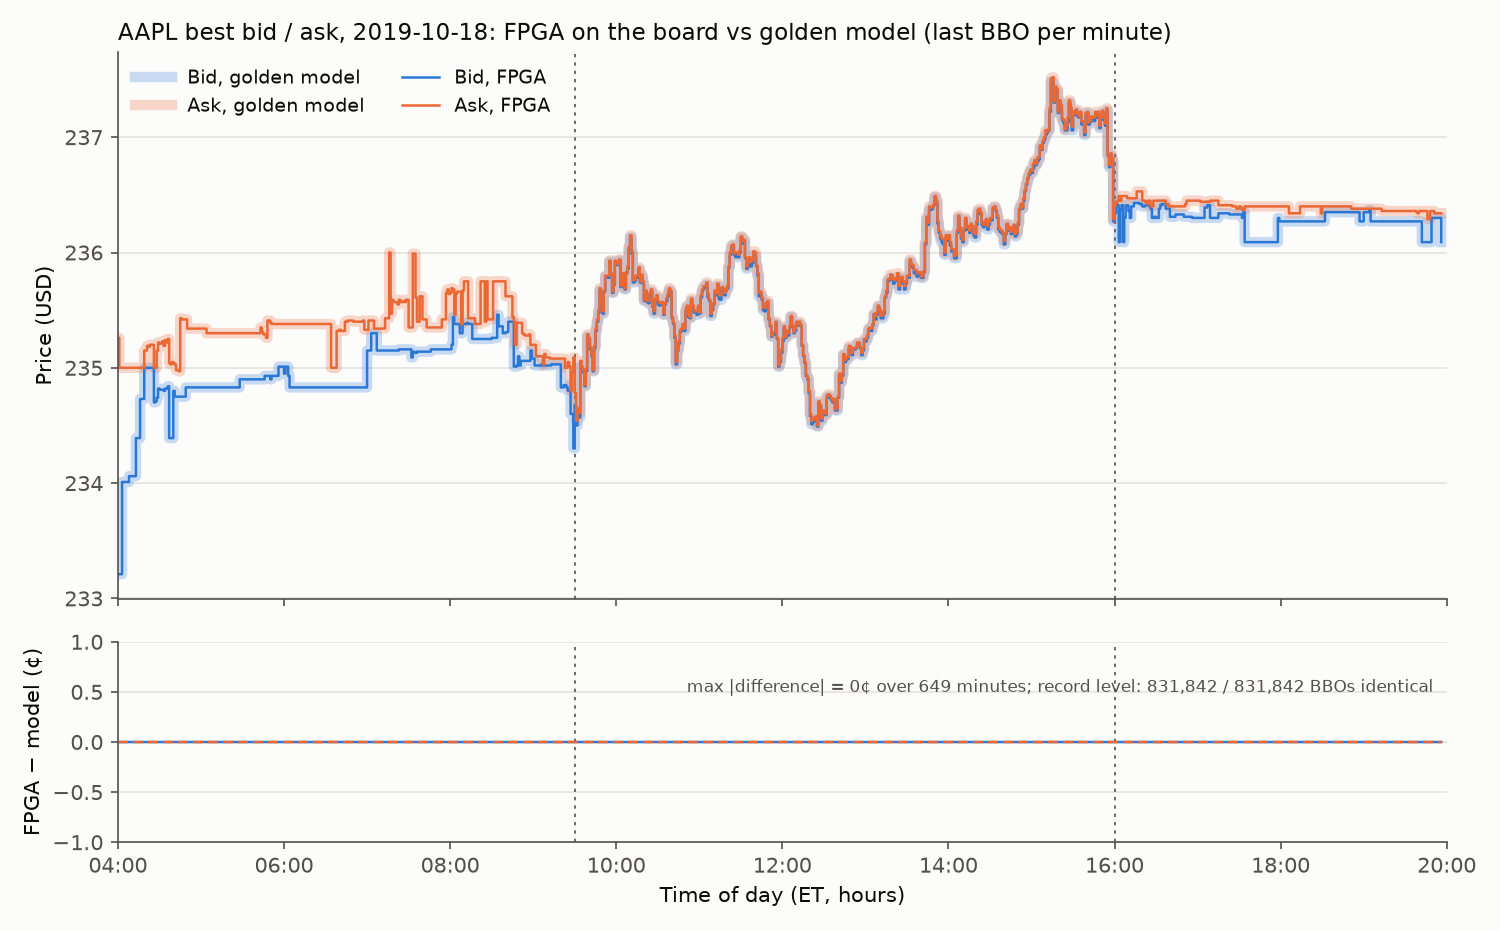 AAPL best bid / ask, 2019-10-18: FPGA on the board vs golden model (last BBO per minute)
Bid, golden model
Bid, FPGA
Ask, golden model
Ask, FPGA
Price (USD)
237
236
235
234
233
FPGA − model (¢)
1.0
0.5
0.0
−0.5
−1.0
max |difference| = 0¢ over 649 minutes; record level: 831,842 / 831,842 BBOs identical
04:00 06:00 08:00 10:00 12:00 14:00 16:00 18:00 20:00
Time of day (ET, hours)